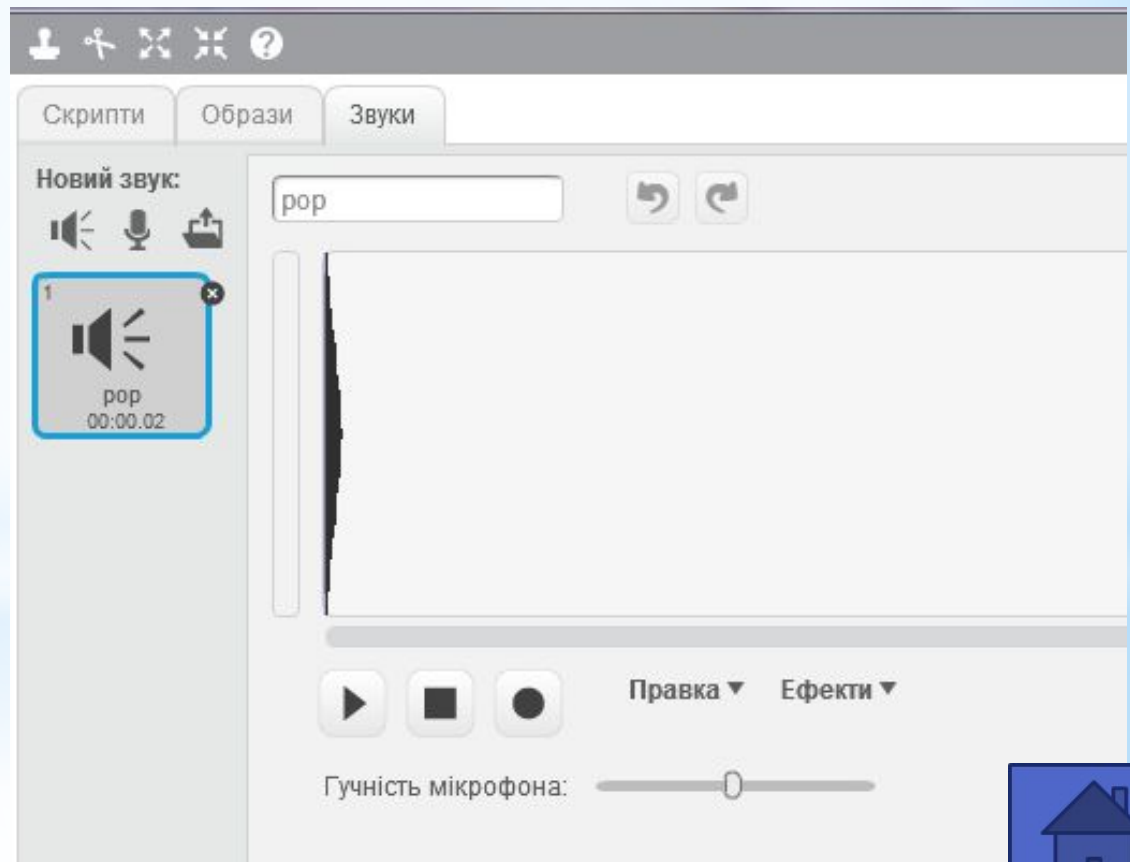 Скрипти Образи Звуки
Новий звук:
pop
1
pop
00:00.02
Правка Ефекти
Гучність мікрофона: